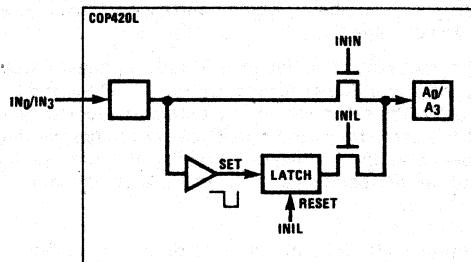 COP420L
ININ
IN0/IN3
A0/
A3
INIL
SET
LATCH
RESET
INIL